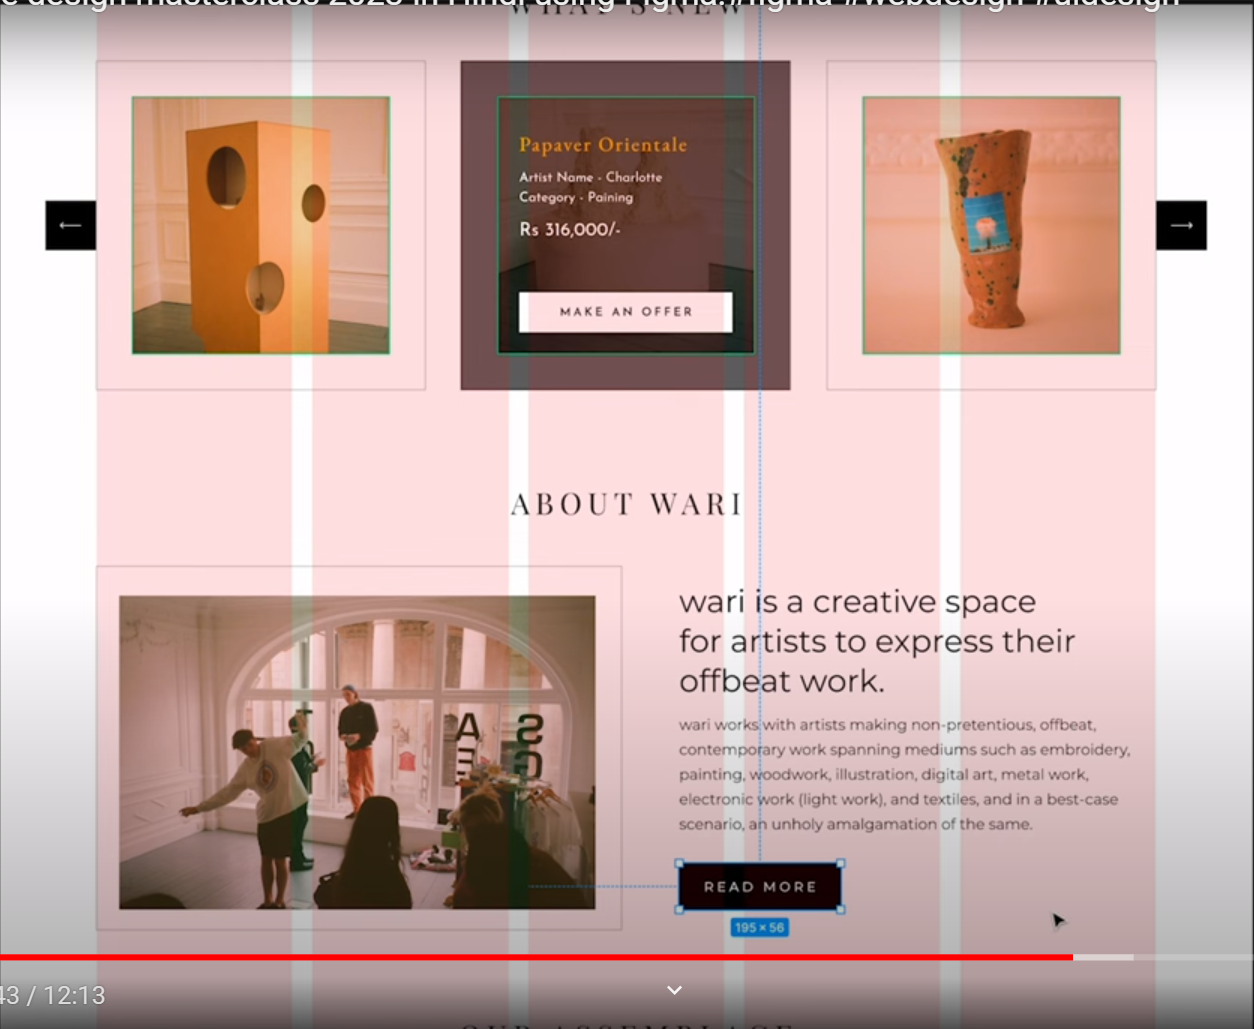 design masterclass 2023 in Hindi using Figma. #figma #webdesign #uidesign
WHAT'S NEW
Papaver Orientale
Artist Name - Charlotte
Category - Paining
Rs 316,000/-
MAKE AN OFFER
←
→
ABOUT WARI
wari is a creative space
for artists to express their
offbeat work.
wari works with artists making non-pretentious, offbeat,
contemporary work spanning mediums such as embroidery,
painting, woodwork, illustration, digital art, metal work,
electronic work (light work), and textiles, and in a best-case
scenario, an unholy amalgamation of the same.
READ MORE
195 × 56
43 / 12:13
OUR ASSEMBLAGE